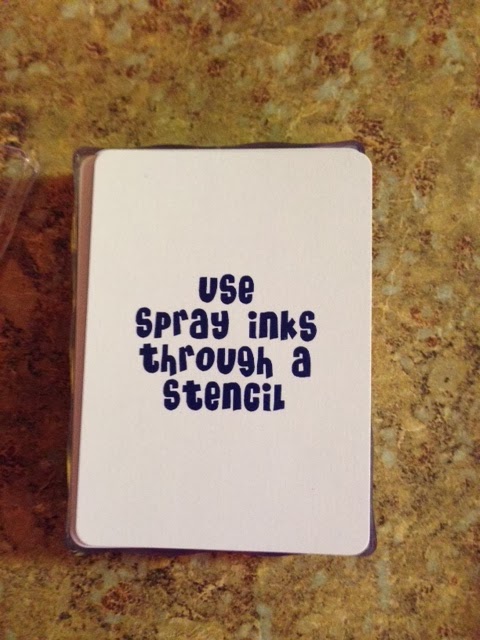 use
spray inks
through a
stencil